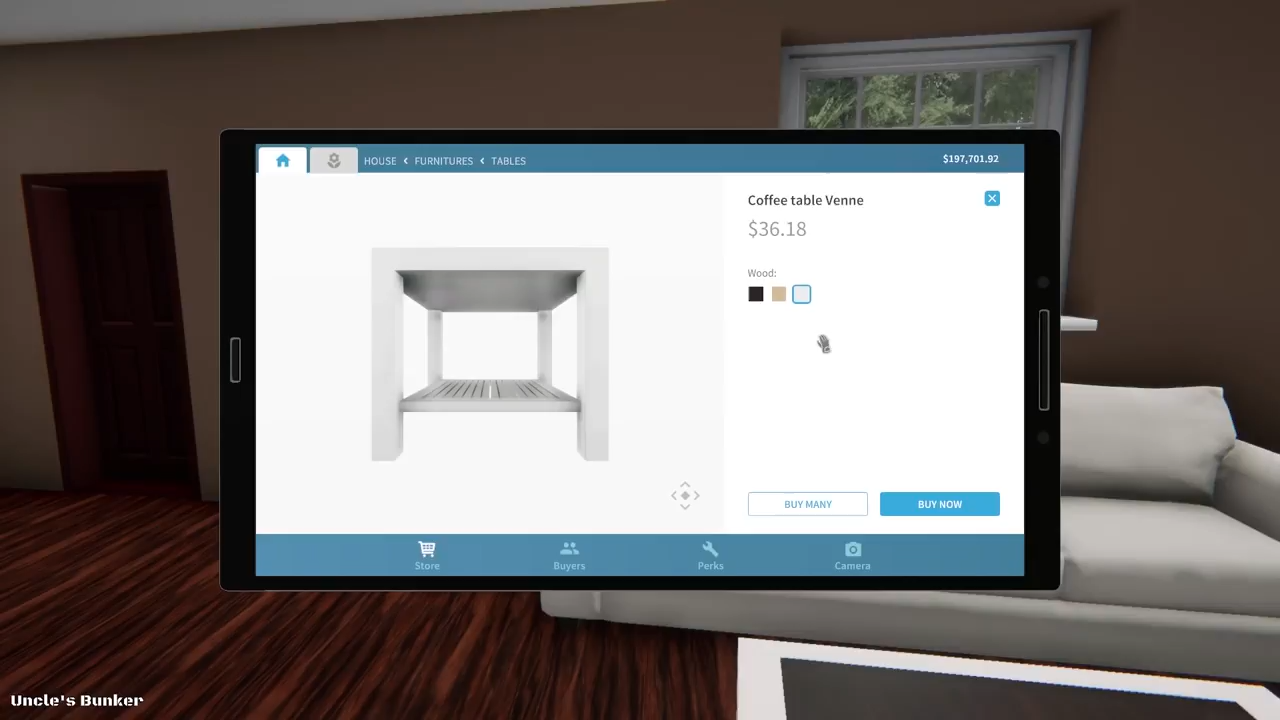 HOUSE < FURNITURES < TABLES
$197,701.92
Coffee table Venne
$36.18
Wood:
BUY MANY
BUY NOW
Store
Buyers
Perks
Camera
Uncle's Bunker